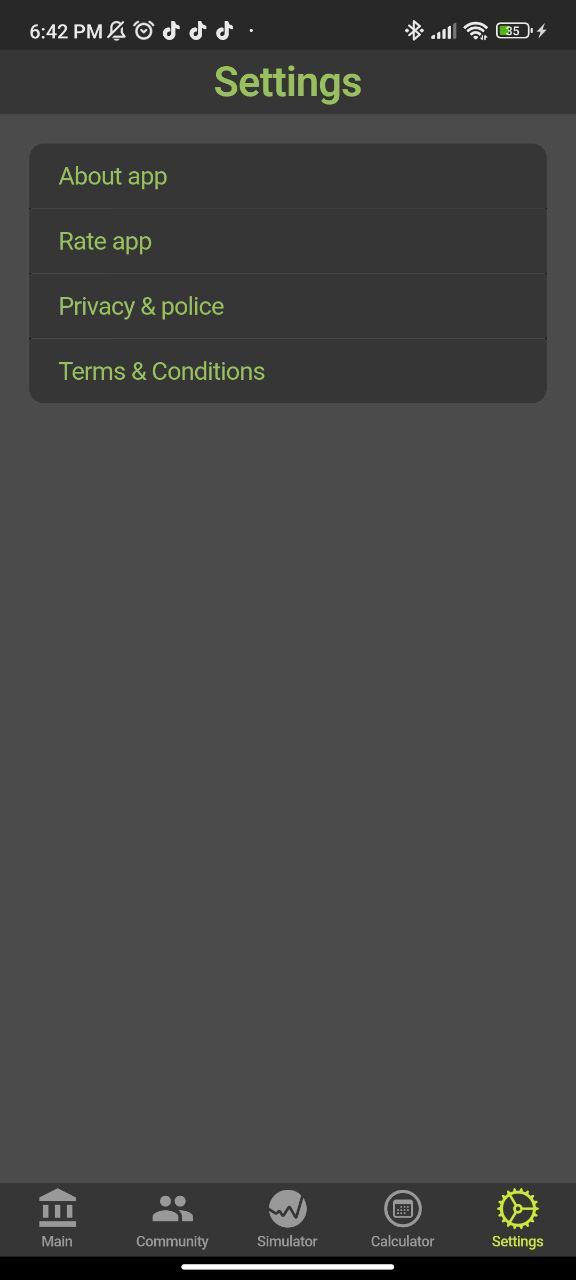 6:42 PM
35
Settings
About app
Rate app
Privacy & police
Terms & Conditions
Main
Community
Simulator
Calculator
Settings